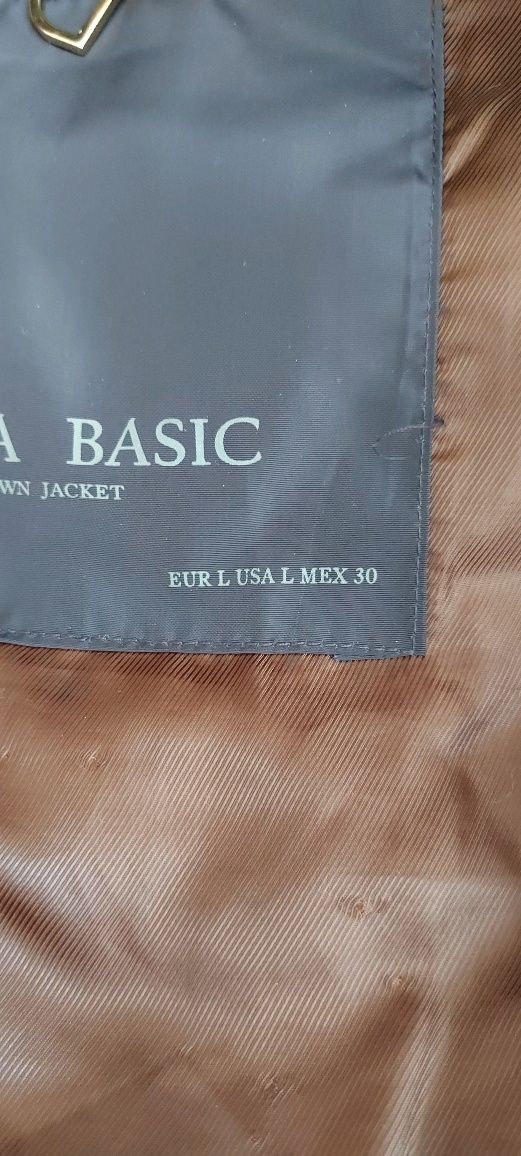 A BASIC
WN JACKET
EUR L USA L MEX 30